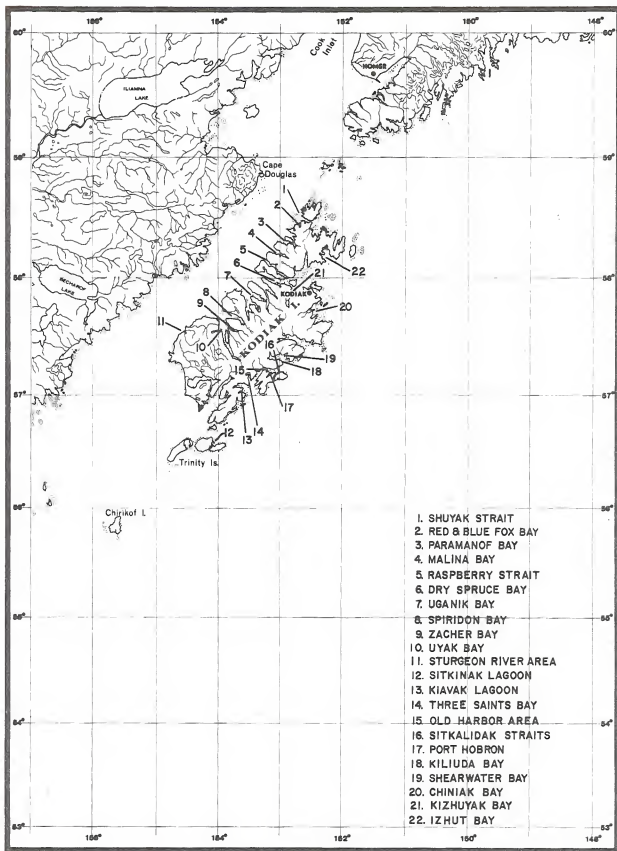 156°
154°
152°
150°
148°
60°
60°
Cook
Inlet
HOMER
ILIAMNA
LAKE
59°
59°
Cape
Douglas
1
2
3
4
5
6
7
8
9
10
11
22
21
KODIAK
20
58°
58°
BECHAROF
LAKE
KODIAK I.
16
15
19
18
17
14
13
12
57°
57°
Trinity Is.
Chirikof I.
56°
56°
1. SHUYAK STRAIT
2. RED & BLUE FOX BAY
3. PARAMANOF BAY
4. MALINA BAY
5. RASPBERRY STRAIT
6. DRY SPRUCE BAY
7. UGANIK BAY
8. SPIRIDON BAY
9. ZACHER BAY
10. UYAK BAY
11. STURGEON RIVER AREA
12. SITKINAK LAGOON
13. KIAVAK LAGOON
14. THREE SAINTS BAY
15. OLD HARBOR AREA
16. SITKALIDAK STRAITS
17. PORT HOBRON
18. KILIUDA BAY
19. SHEARWATER BAY
20. CHINIAK BAY
21. KIZHUYAK BAY
22. IZHUT BAY
55°
55°
54°
54°
53°
53°
156°
154°
152°
150°
148°